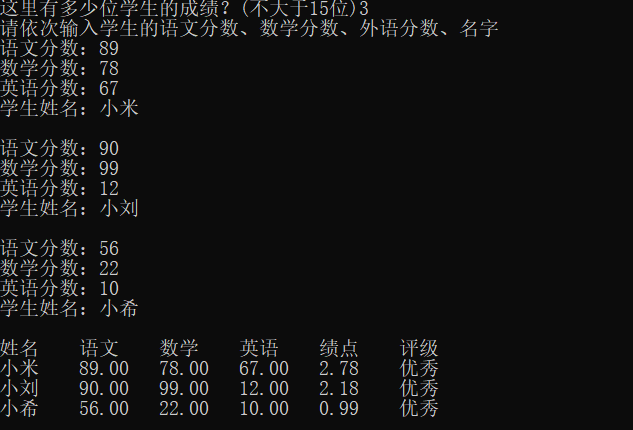 这里有多少位学生的成绩？(不大于15位)3
请依次输入学生的语文分数、数学分数、外语分数、名字
语文分数：89
数学分数：78
英语分数：67
学生姓名：小米
语文分数：90
数学分数：99
英语分数：12
学生姓名：小刘
语文分数：56
数学分数：22
英语分数：10
学生姓名：小希
姓名 语文 数学 英语 绩点 评级
小米 89.00 78.00 67.00 2.78 优秀
小刘 90.00 99.00 12.00 2.18 优秀
小希 56.00 22.00 10.00 0.99 优秀